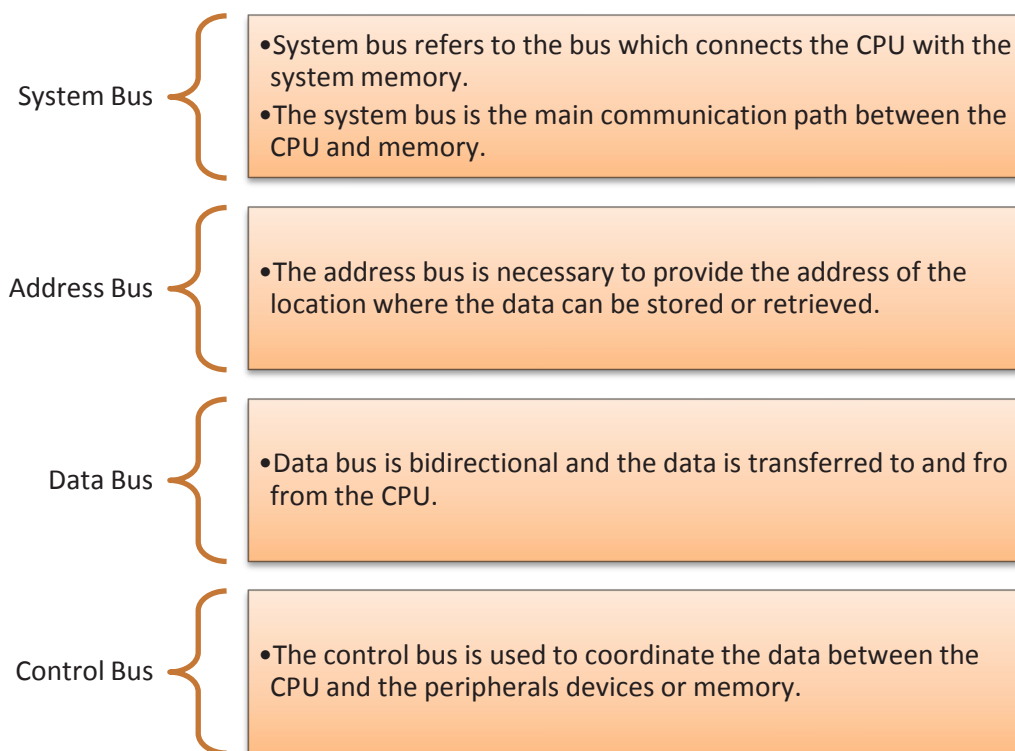 System Bus
•System bus refers to the bus which connects the CPU with the
system memory.
•The system bus is the main communication path between the
CPU and memory.
Address Bus
•The address bus is necessary to provide the address of the
location where the data can be stored or retrieved.
Data Bus
•Data bus is bidirectional and the data is transferred to and fro
from the CPU.
Control Bus
•The control bus is used to coordinate the data between the
CPU and the peripherals devices or memory.